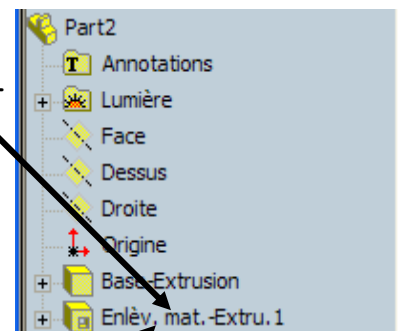 Part2
Annotations
Lumière
Face
Dessus
Droite
Origine
Base-Extrusion
Enlèv. mat.-Extru.1